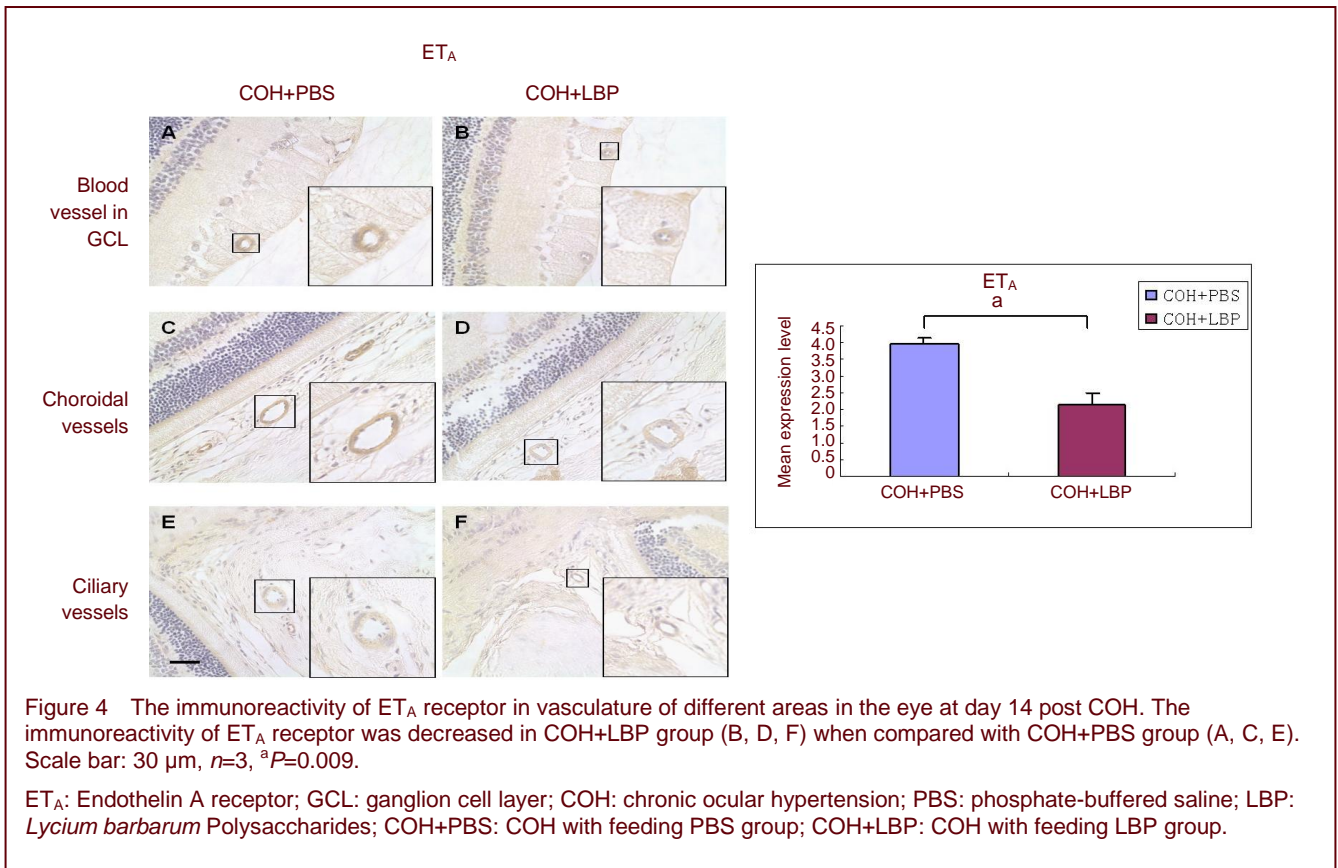 ET_A
COH+PBS COH+LBP
A B
Blood
vessel in
GCL
C D
Choroidal
vessels
E F
Ciliary
vessels
ET_A
a
COH+PBS
COH+LBP
Mean expression level
4.5
4.0
3.5
3.0
2.5
2.0
1.5
1.0
0.5
0
COH+PBS COH+LBP
Figure 4 The immunoreactivity of ET_A receptor in vasculature of different areas in the eye at day 14 post COH. The
immunoreactivity of ET_A receptor was decreased in COH+LBP group (B, D, F) when compared with COH+PBS group (A, C, E).
Scale bar: 30 µm, n=3, ᵃP=0.009.
ET_A: Endothelin A receptor; GCL: ganglion cell layer; COH: chronic ocular hypertension; PBS: phosphate-buffered saline; LBP:
Lycium barbarum Polysaccharides; COH+PBS: COH with feeding PBS group; COH+LBP: COH with feeding LBP group.